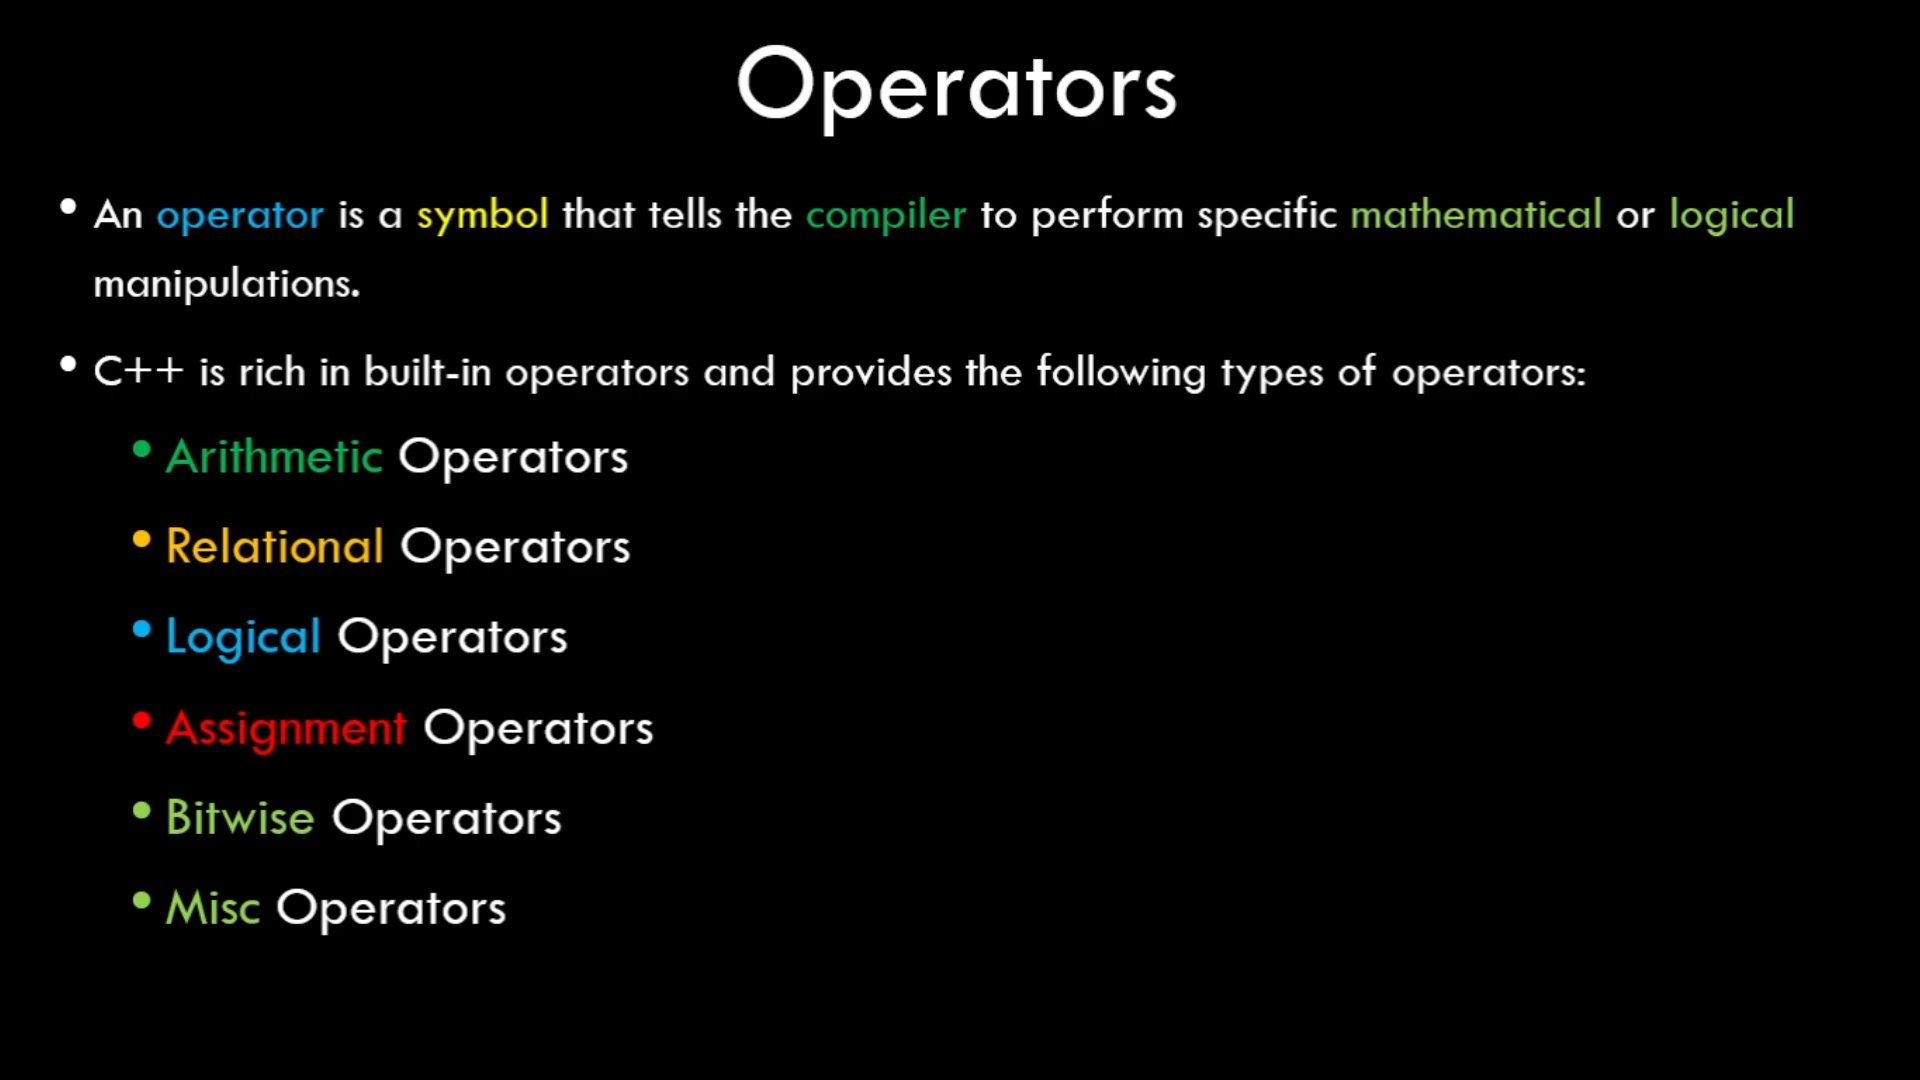 Operators
• An operator is a symbol that tells the compiler to perform specific mathematical or logical
manipulations.
• C++ is rich in built-in operators and provides the following types of operators:
• Arithmetic Operators
• Relational Operators
• Logical Operators
• Assignment Operators
• Bitwise Operators
• Misc Operators